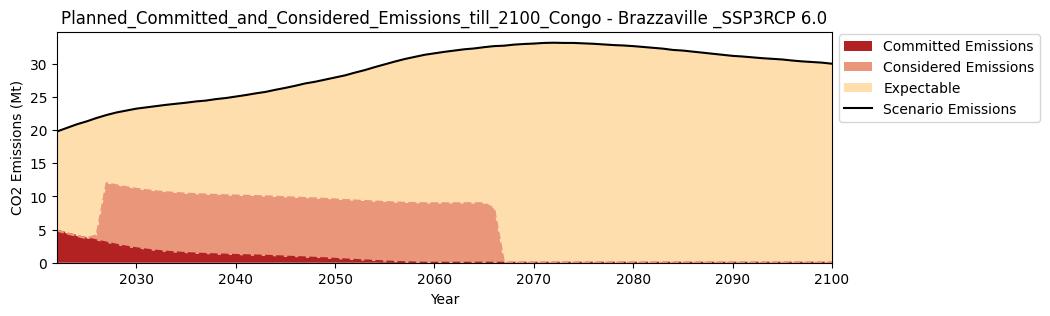 Planned_Committed_and_Considered_Emissions_till_2100_Congo - Brazzaville _SSP3RCP 6.0
CO2 Emissions (Mt)
30
25
20
15
10
5
0
2030 2040 2050 2060 2070 2080 2090 2100
Year
Committed Emissions
Considered Emissions
Expectable
Scenario Emissions